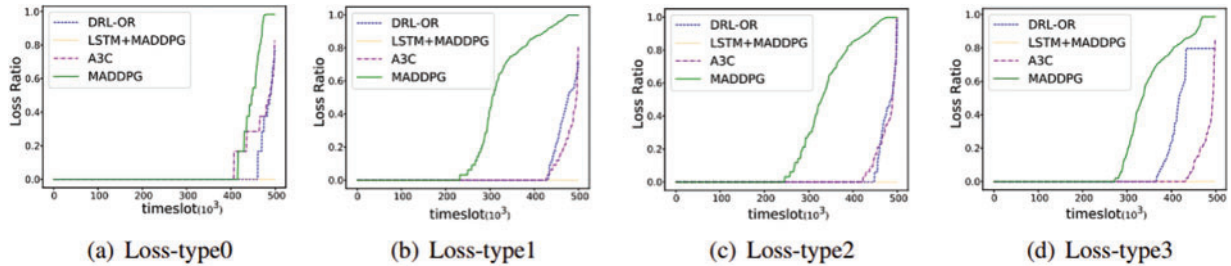 DRL-OR
LSTM+MADDPG
A3C
MADDPG
Loss Ratio
1.0
0.8
0.6
0.4
0.2
0.0
0 100 200 300 400 500
timeslot(10³)
(a) Loss-type0
DRL-OR
LSTM+MADDPG
A3C
MADDPG
Loss Ratio
1.0
0.8
0.6
0.4
0.2
0.0
0 100 200 300 400 500
timeslot(10³)
(b) Loss-type1
DRL-OR
LSTM+MADDPG
A3C
MADDPG
Loss Ratio
1.0
0.8
0.6
0.4
0.2
0.0
0 100 200 300 400 500
timeslot(10³)
(c) Loss-type2
DRL-OR
LSTM+MADDPG
A3C
MADDPG
Loss Ratio
1.0
0.8
0.6
0.4
0.2
0.0
0 100 200 300 400 500
timeslot(10³)
(d) Loss-type3